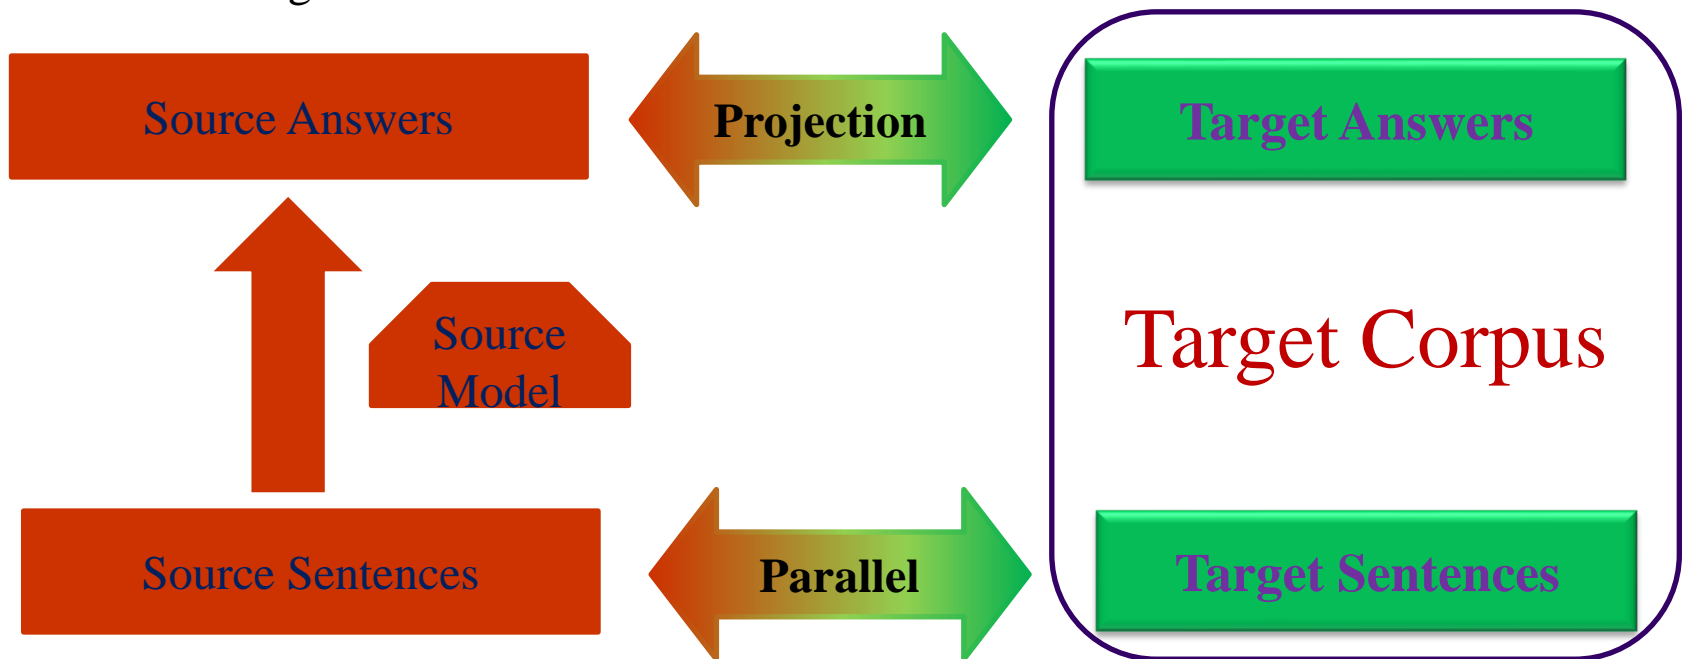 Source Answers
Projection
Target Answers
Source
Model
Target Corpus
Source Sentences
Parallel
Target Sentences